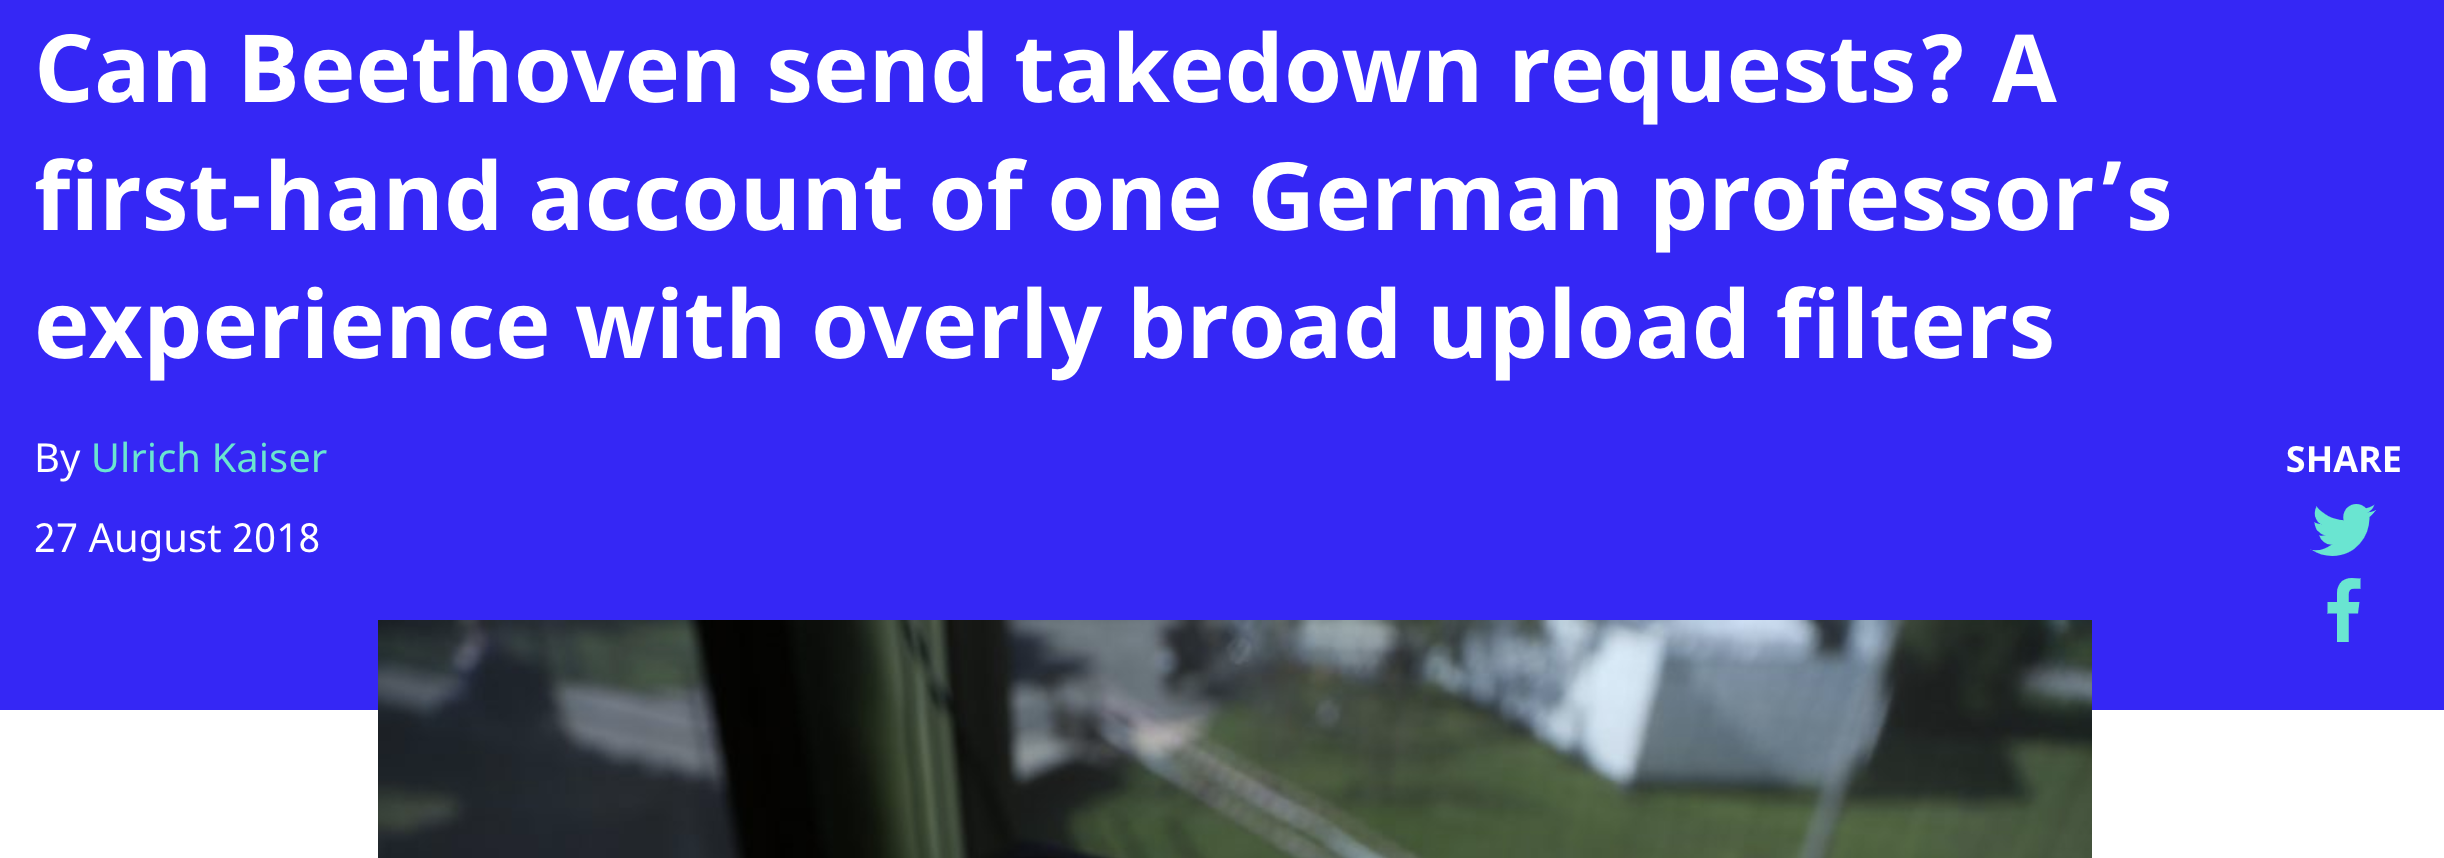 Can Beethoven send takedown requests? A
first-hand account of one German professor’s
experience with overly broad upload filters
By Ulrich Kaiser
27 August 2018
SHARE